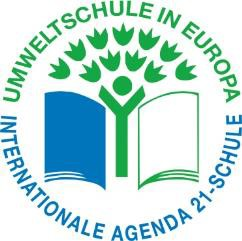 UMWELTSCHULE IN EUROPA
INTERNATIONALE AGENDA 21-SCHULE